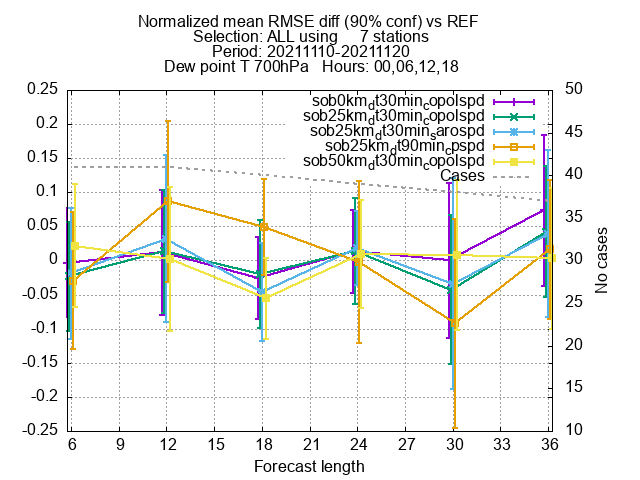 Normalized mean RMSE diff (90% conf) vs REF
Selection: ALL using 7 stations
Period: 20211110-20211120
Dew point T 700hPa Hours: 00,06,12,18
sob0km_dt30min_copolspd
sob25km_dt30min_copolspd
sob25km_dt30min_sarospd
sob25km_dt90min_cpspd
sob50km_dt30min_copolspd
Cases
0.25
0.2
0.15
0.1
0.05
0
-0.05
-0.1
-0.15
-0.2
-0.25
50
45
40
35
30
25
20
15
10
No cases
6 9 12 15 18 21 24 27 30 33 36
Forecast length